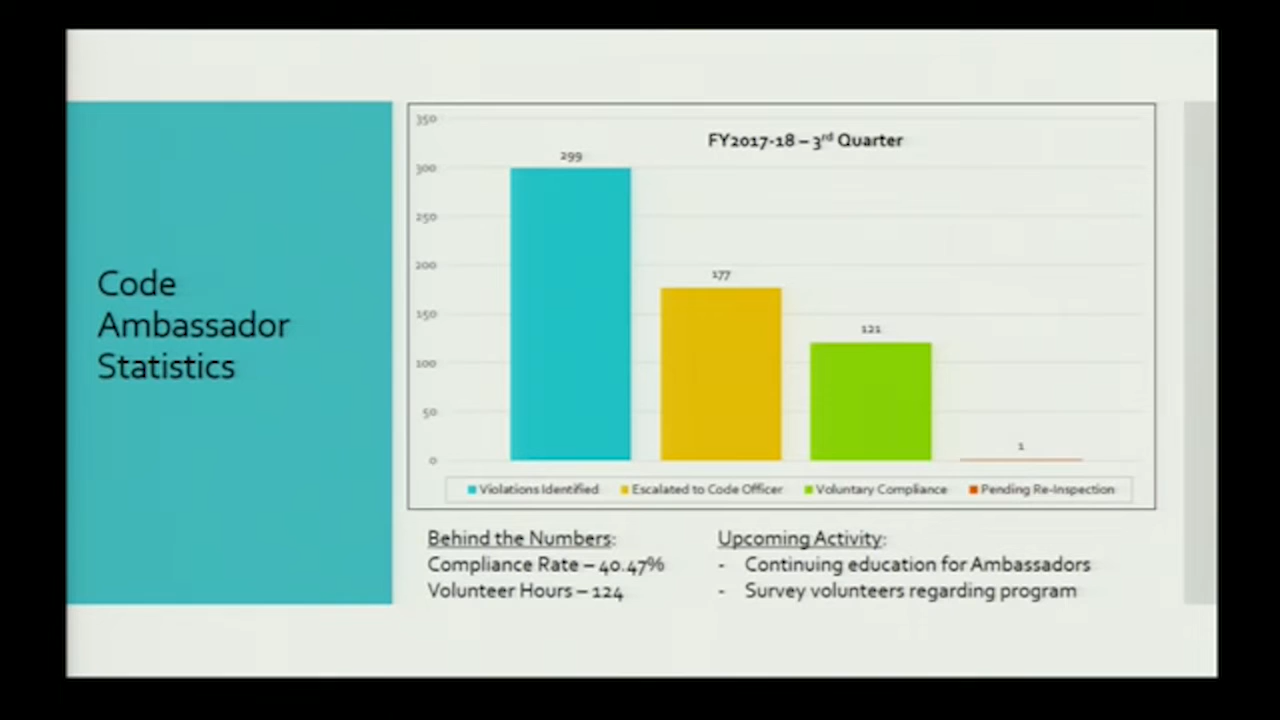 Code
Ambassador
Statistics
FY2017-18 – 3rd Quarter
350
300
250
200
150
100
50
0
299
177
121
1
Violations Identified
Escalated to Code Officer
Voluntary Compliance
Pending Re-Inspection
Behind the Numbers:
Compliance Rate – 40.47%
Volunteer Hours – 124
Upcoming Activity:
- Continuing education for Ambassadors
- Survey volunteers regarding program